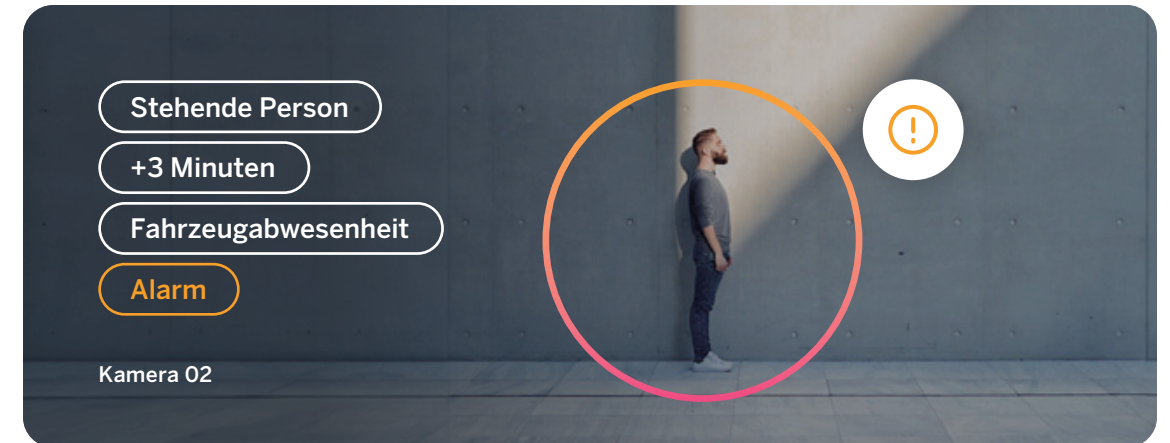 Stehende Person
+3 Minuten
Fahrzeugabwesenheit
Alarm
Kamera 02